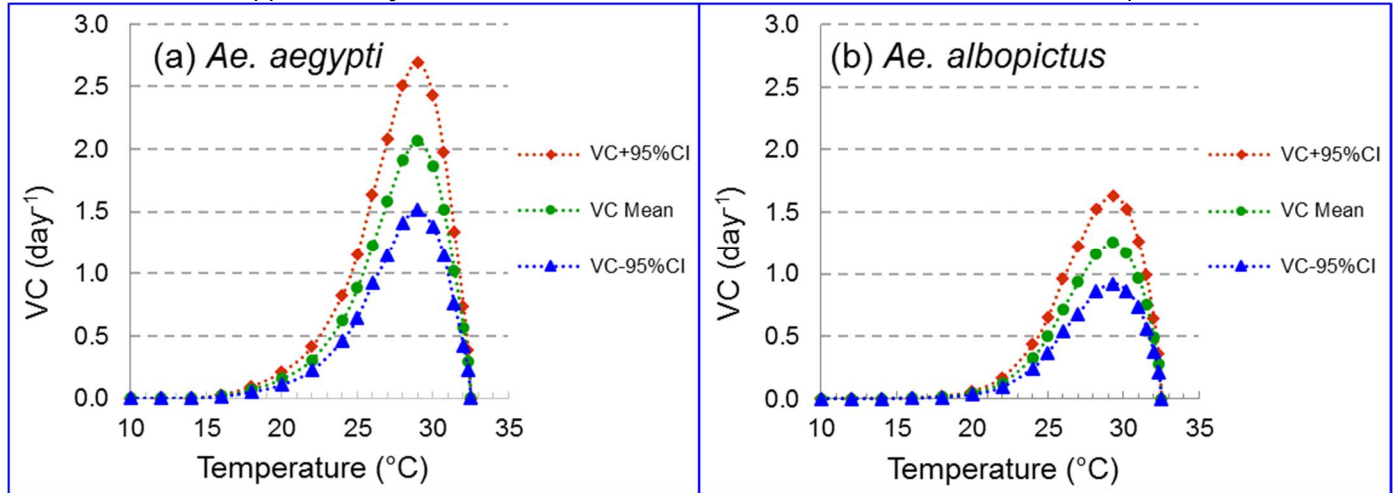 (a) Ae. aegypti
3.0
2.5
2.0
1.5
1.0
0.5
0.0
VC (day-1)
10 15 20 25 30 35
Temperature (°C)
VC+95%CI
VC Mean
VC-95%CI
(b) Ae. albopictus
3.0
2.5
2.0
1.5
1.0
0.5
0.0
VC (day-1)
10 15 20 25 30 35
Temperature (°C)
VC+95%CI
VC Mean
VC-95%CI